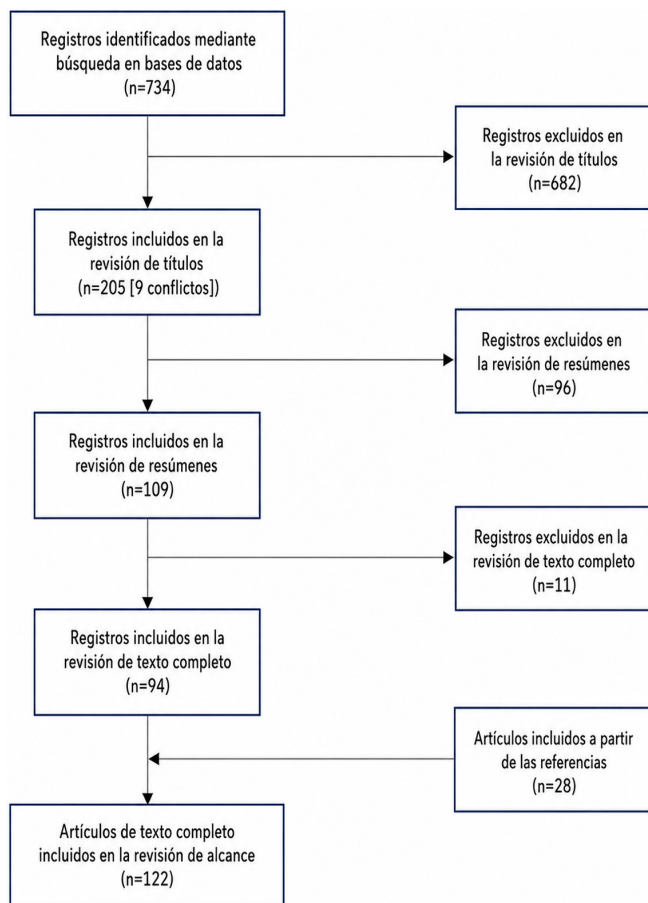 Registros identificados mediante
búsqueda en bases de datos
(n=734)
Registros excluidos en
la revisión de títulos
(n=682)
Registros incluidos en la
revisión de títulos
(n=205 [9 conflictos])
Registros excluidos en
la revisión de resúmenes
(n=96)
Registros incluidos en la
revisión de resúmenes
(n=109)
Registros excluidos en la
revisión de texto completo
(n=11)
Registros incluidos en la
revisión de texto completo
(n=94)
Artículos incluidos a partir
de las referencias
(n=28)
Artículos de texto completo
incluidos en la revisión de alcance
(n=122)